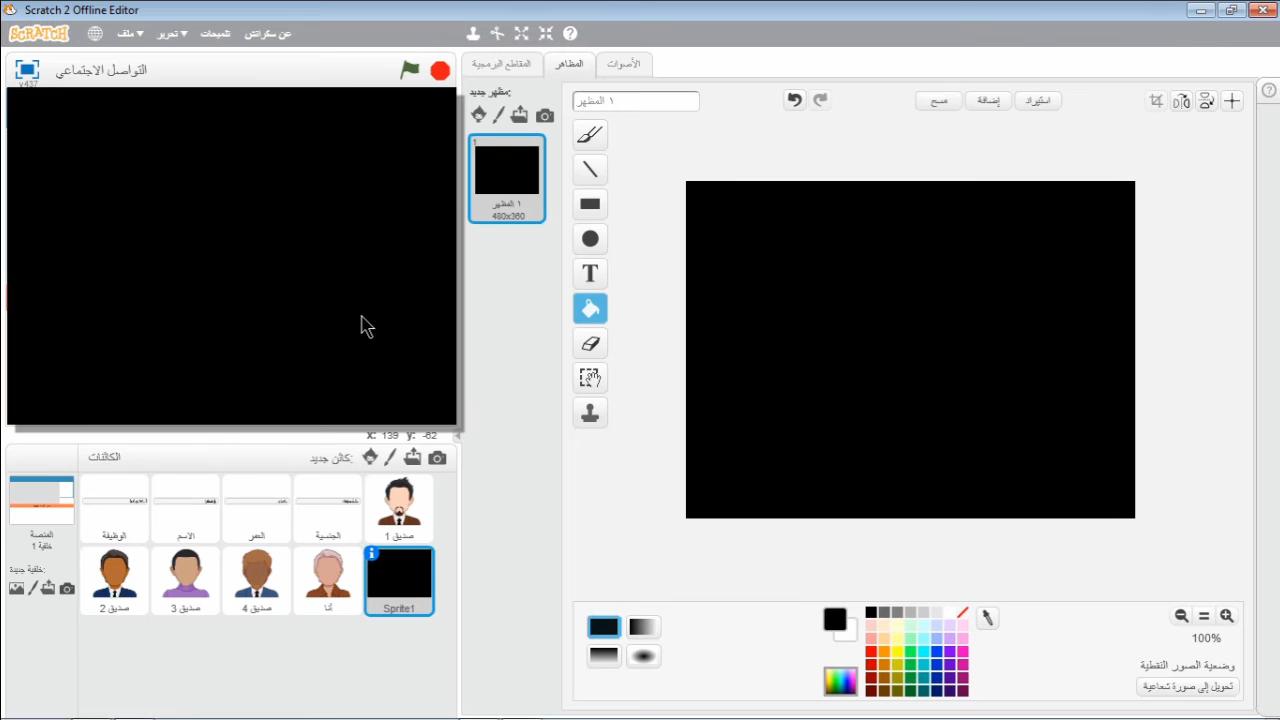 Scratch 2 Offline Editor
SCRATCH ملف تحرير تلميحات عن سكراتش
التواصل الاجتماعي
v437
المقاطع البرمجية المظاهر الأصوات
مظهر جديد:
١ المظهر
مسح إضافة استيراد
1
١ المظهر
480x360
x: 139 y: -62
الكائنات
كائن جديد:
المنصة
خلفية 1
خلفية جديدة:
الوظيفة الاسم العمر الجنسية صديق 1
صديق 2 صديق 3 صديق 4 أنا Sprite1
100%
وضعية الصور النقطية
تحويل إلى صورة شعاعية